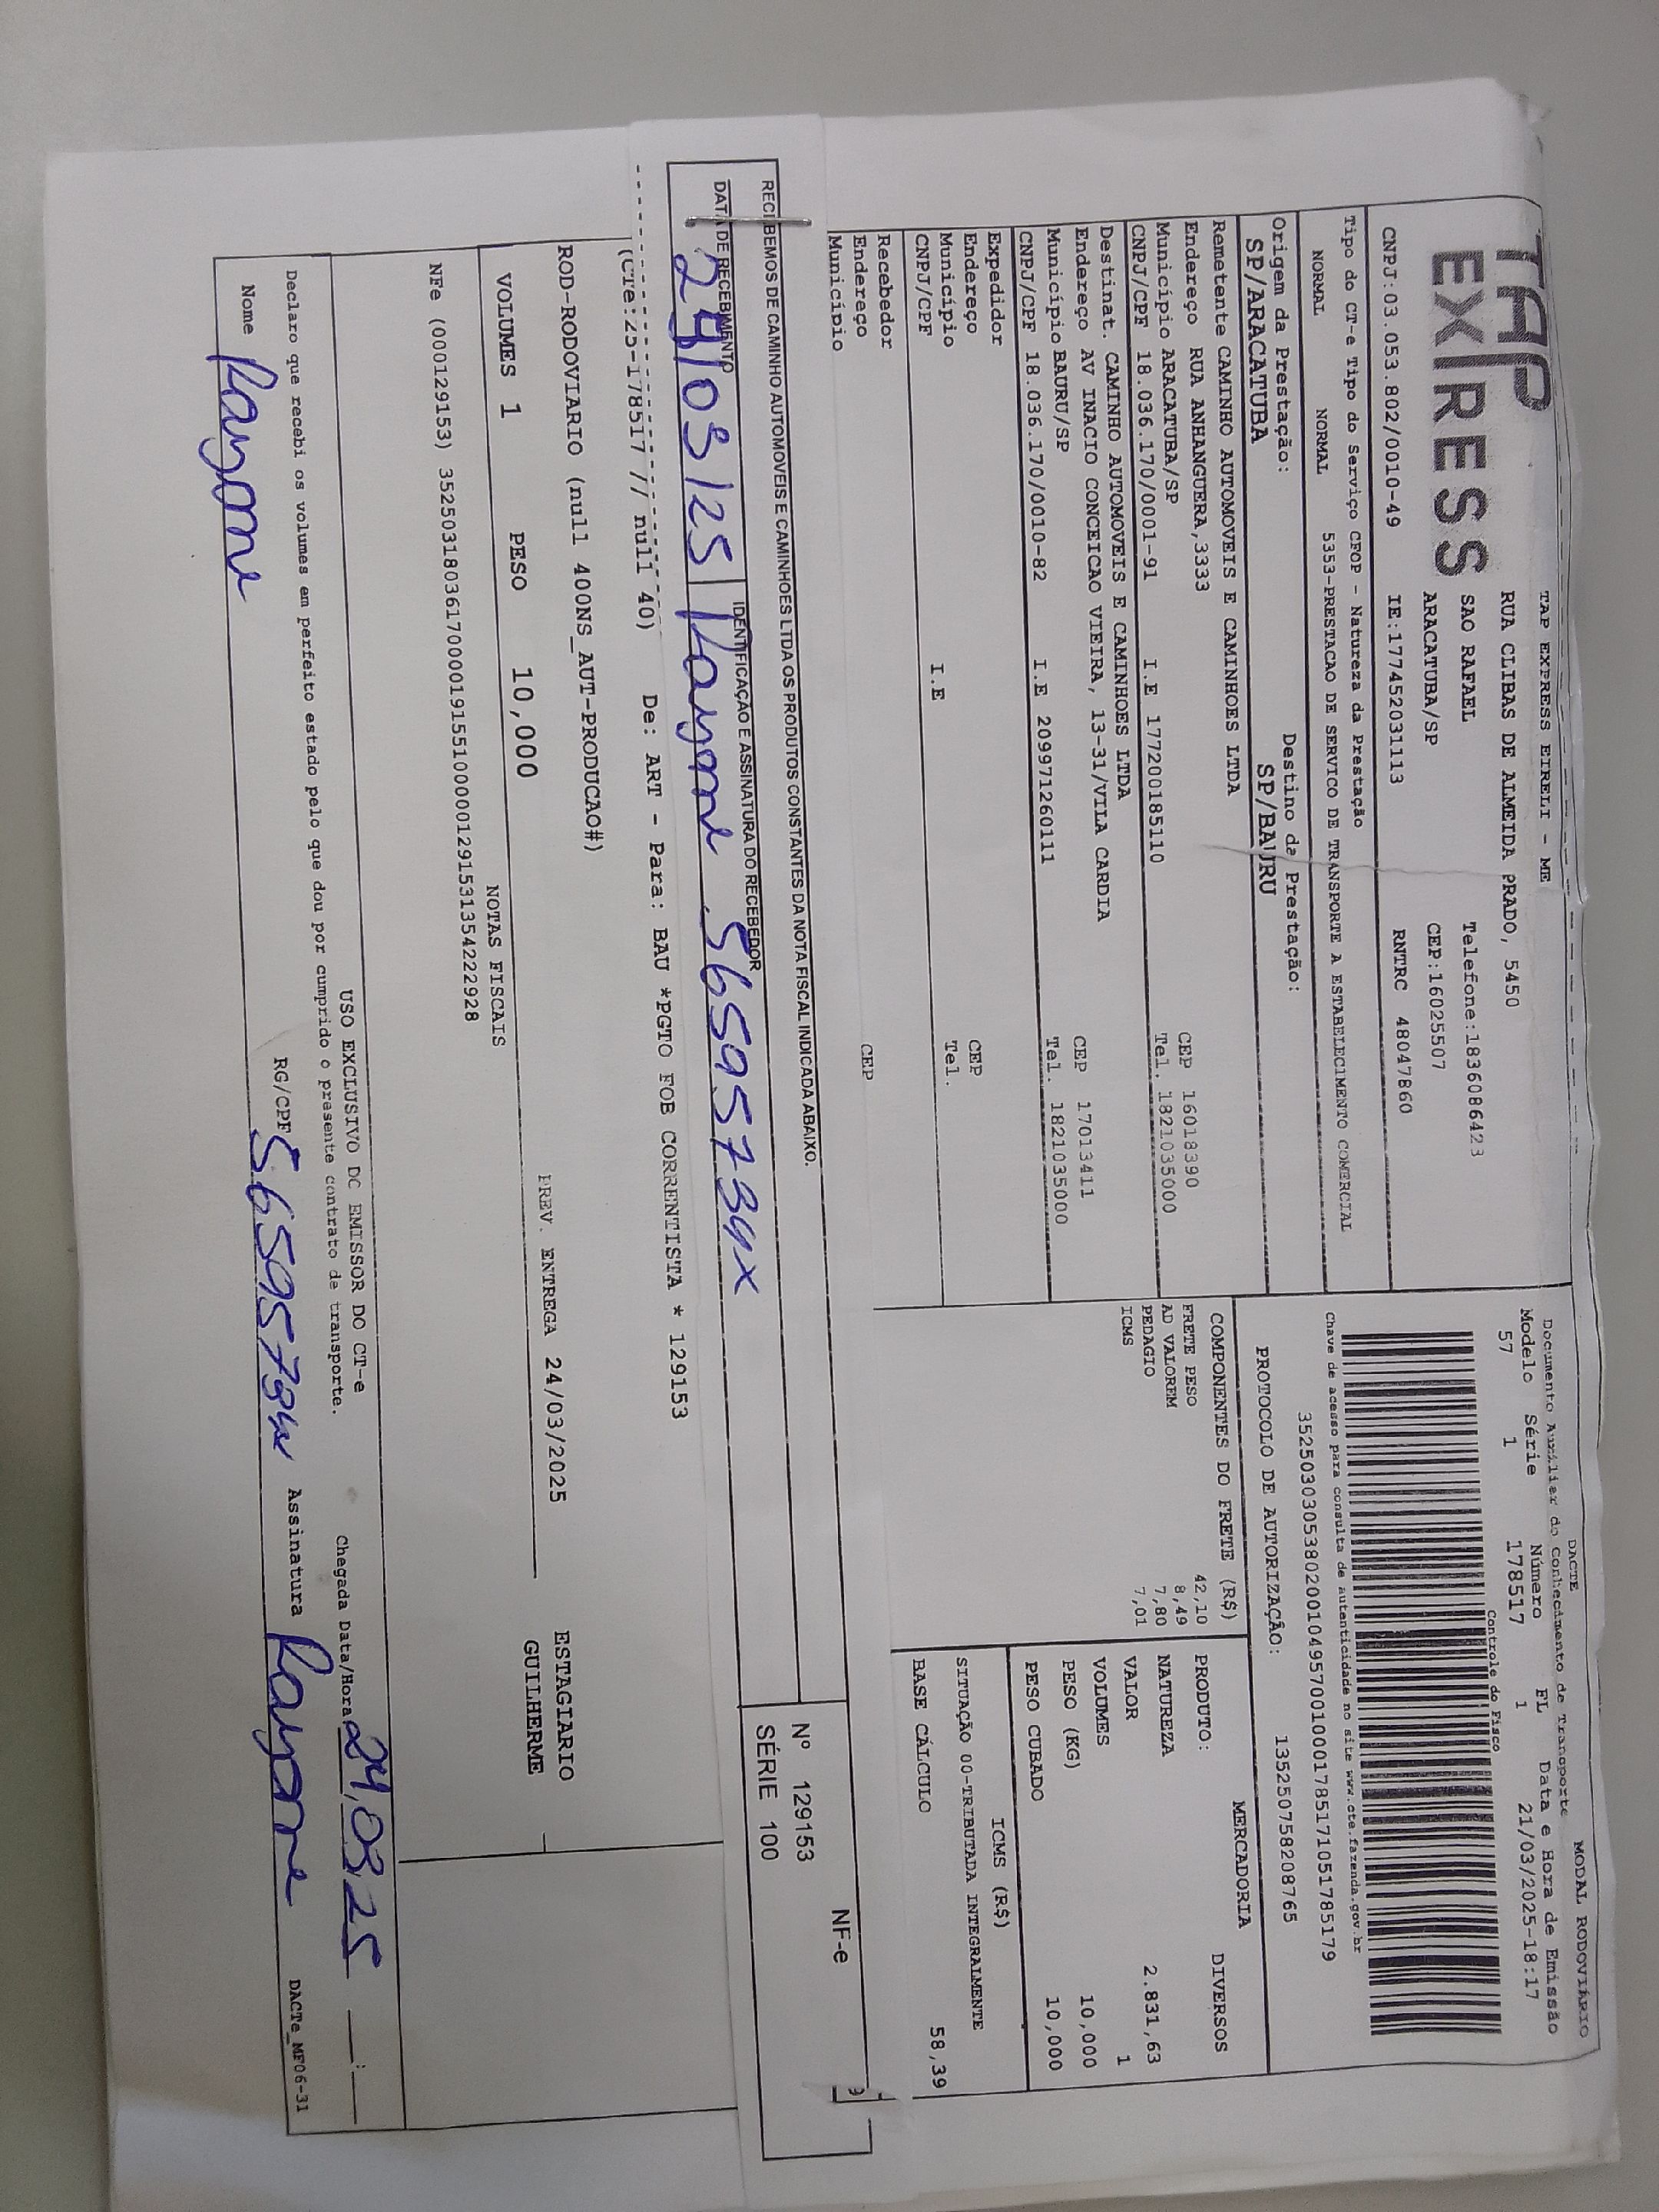 TAP
EXPRESS
TAP EXPRESS EIRELI - ME
RUA CLIBAS DE ALMEIDA PRADO, 5450
SAO RAFAEL Telefone:1836086423
ARACATUBA/SP CEP:16025507
CNPJ:03.053.802/0010-49 IE:177452031113 RNTRC 48047860
MODAL RODOVIÁRIO
DACTE
Documento Auxiliar do Conhecimento de Transporte
Modelo Série Número FL Data e Hora de Emissão
57 1 178517 1 21/03/2025-18:17
Controle do Fisco
Chave de acesso para consulta de autenticidade no site www.cte.fazenda.gov.br
35250303053802001049570010001785171051785179
PROTOCOLO DE AUTORIZAÇÃO: 135250758208765
Tipo do CT-e Tipo do Serviço CFOP - Natureza da Prestação
NORMAL NORMAL 5353-PRESTACAO DE SERVICO DE TRANSPORTE A ESTABELECIMENTO COMERCIAL
Origem da Prestação: Destino da Prestação:
SP/ARACATUBA SP/BAURU
Remetente CAMINHO AUTOMOVEIS E CAMINHOES LTDA
Endereço RUA ANHANGUERA,3333 CEP 16018390
Município ARACATUBA/SP Tel. 1821035000
CNPJ/CPF 18.036.170/0001-91 I.E 177200185110
Destinat. CAMINHO AUTOMOVEIS E CAMINHOES LTDA
Endereço AV INACIO CONCEICAO VIEIRA, 13-31/VILA CARDIA CEP 17013411
Município BAURU/SP Tel. 1821035000
CNPJ/CPF 18.036.170/0010-82 I.E 209971260111
Expedidor
Endereço CEP
Município Tel.
CNPJ/CPF I.E
Recebedor
Endereço CEP
Município
COMPONENTES DO FRETE (R$)
FRETE PESO 42,10
AD VALOREM 8,49
PEDAGIO 7,80
ICMS 7,01
MERCADORIA
PRODUTO: DIVERSOS
NATUREZA
VALOR 2.831,63
VOLUMES 1
PESO (KG) 10,000
PESO CUBADO 10,000
ICMS (R$)
SITUAÇÃO 00-TRIBUTADA INTEGRALMENTE
BASE CÁLCULO 58,39
RECEBEMOS DE CAMINHO AUTOMOVEIS E CAMINHOES LTDA OS PRODUTOS CONSTANTES DA NOTA FISCAL INDICADA ABAIXO.
DATA DE RECEBIMENTO IDENTIFICAÇÃO E ASSINATURA DO RECEBEDOR
24/03/25 Rayone 56595734x
NF-e
Nº 129153
SÉRIE 100
(CTe:25-178517 // null 40) De: ART - Para: BAU *PGTO FOB CORRENTISTA * 129153
ROD-RODOVIARIO (null 400NS_AUT-PRODUCAO#)
VOLUMES 1 PESO 10,000 PREV. ENTREGA 24/03/2025 ESTAGIARIO
GUILHERME
NOTAS FISCAIS
NFe (000129153) 35250318036170000191551000001291531354222928
USO EXCLUSIVO DO EMISSOR DO CT-e
Declaro que recebi os volumes em perfeito estado pelo que dou por cumprido o presente contrato de transporte. Chegada Data/Hora 24,03,25 __:__
Nome Rayone RG/CPF Assinatura Rayone
DACTe_MF06-31